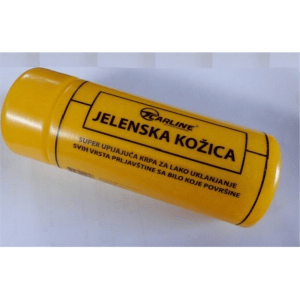 CARLINE®
JELENSKA KOŽICA
SUPER UPIJAJUĆA KRPA ZA LAKO UKLANJANJE
SVIH VRSTA PRLJAVŠTINE SA BILO KOJE POVRŠINE